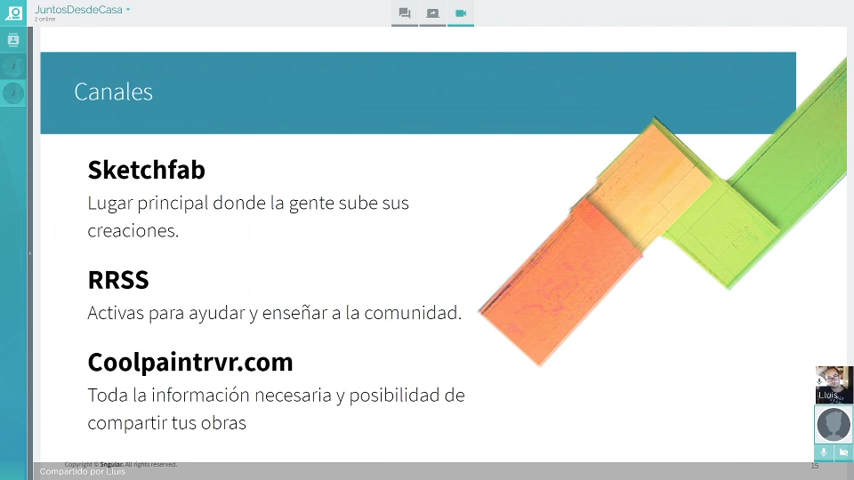 JuntosDesdeCasa
2 online
Canales
Sketchfab
Lugar principal donde la gente sube sus
creaciones.
RRSS
Activas para ayudar y enseñar a la comunidad.
Coolpaintrvr.com
Toda la información necesaria y posibilidad de
compartir tus obras
Lluis
Copyright © Sngular. All rights reserved.
15
Compartido por Lluis